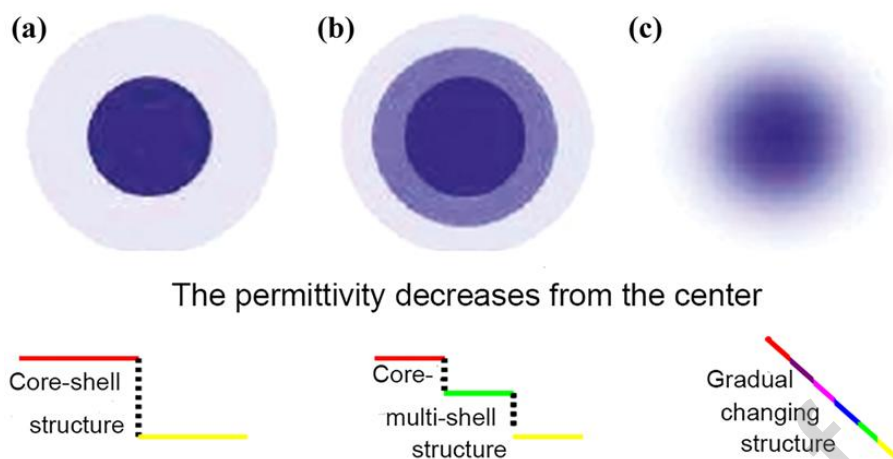 (a) (b) (c)
The permittivity decreases from the center
Core-shell
structure
Core-
multi-shell
structure
Gradual
changing
structure